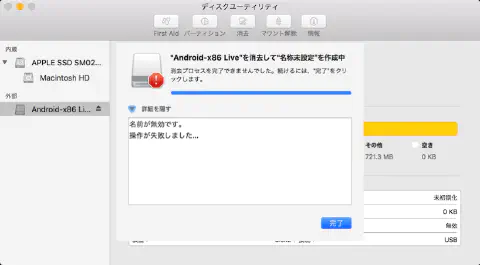 ディスクユーティリティ
First Aid パーティション 消去 マウント解除 情報
内蔵
APPLE SSD SM02...
Macintosh HD
外部
Android-x86 Li...
"Android-x86 Live"を消去して"名称未設定"を作成中
消去プロセスを完了できませんでした。続けるには、"完了"をクリックします。
詳細を隠す
名前が無効です。
操作が失敗しました...
完了
その他
721.3 MB
空き
0 KB
未初期化
0 KB
無効
USB